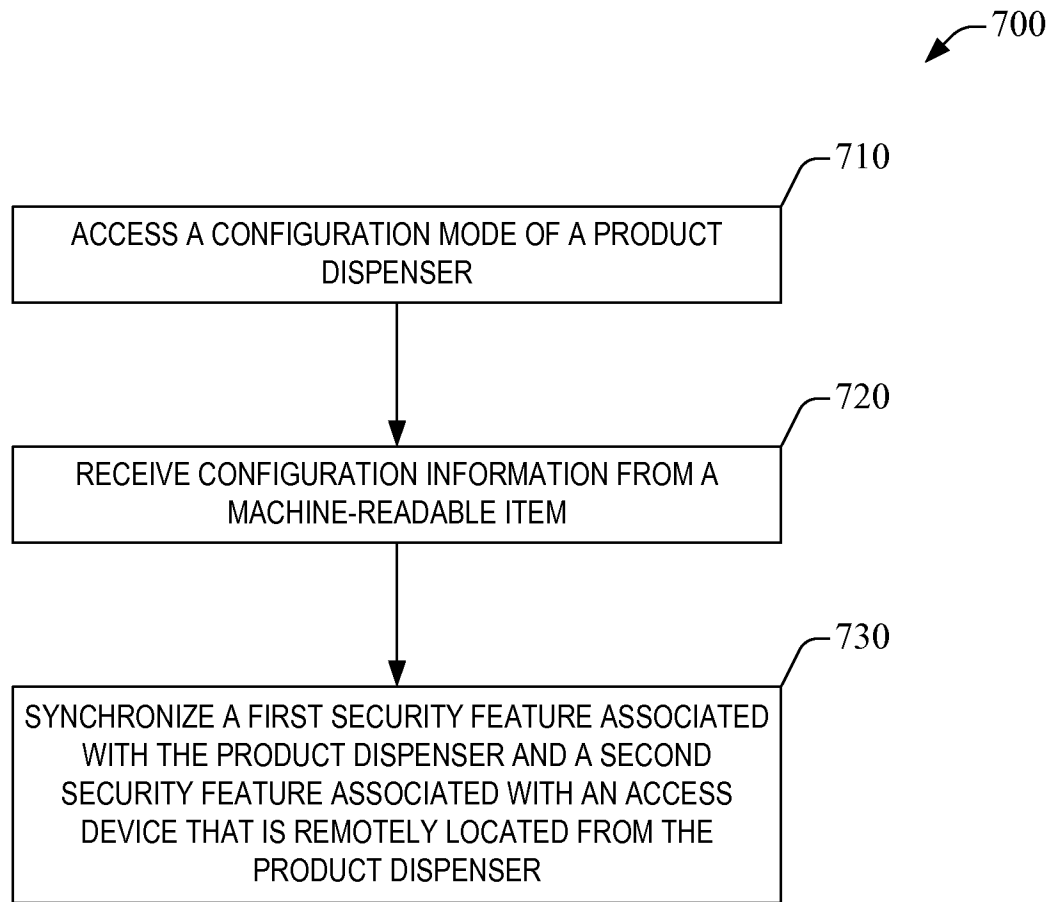 700
710
ACCESS A CONFIGURATION MODE OF A PRODUCT
DISPENSER
720
RECEIVE CONFIGURATION INFORMATION FROM A
MACHINE-READABLE ITEM
730
SYNCHRONIZE A FIRST SECURITY FEATURE ASSOCIATED
WITH THE PRODUCT DISPENSER AND A SECOND
SECURITY FEATURE ASSOCIATED WITH AN ACCESS
DEVICE THAT IS REMOTELY LOCATED FROM THE
PRODUCT DISPENSER